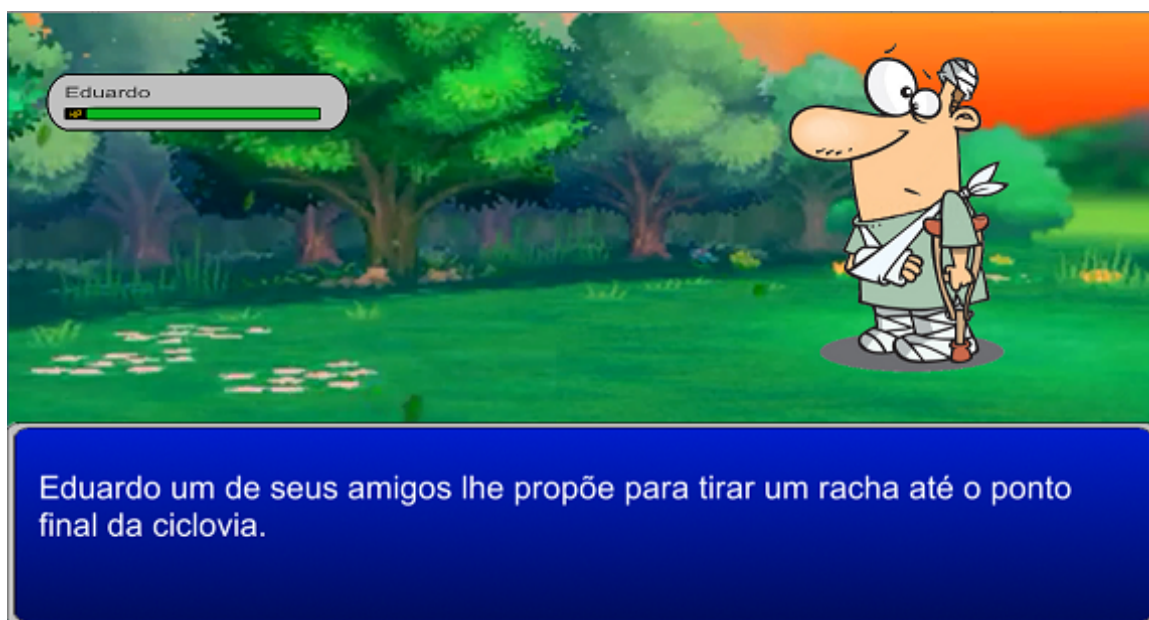 Eduardo
HP
Eduardo um de seus amigos lhe propõe para tirar um racha até o ponto
final da ciclovia.